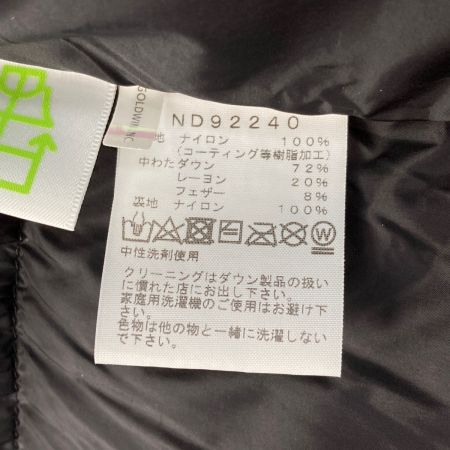 GOLDWIN INC
ND92240
地 ナイロン 100%
(コーティング等樹脂加工)
中わた ダウン 72%
レーヨン 20%
フェザー 8%
裏地 ナイロン 100%
中性洗剤使用
クリーニングはダウン製品の扱い
に慣れた店にお出し下さい。
家庭用洗濯機のご使用はお避け下
さい。
色物は他の物と一緒に洗濯しない
で下さい。